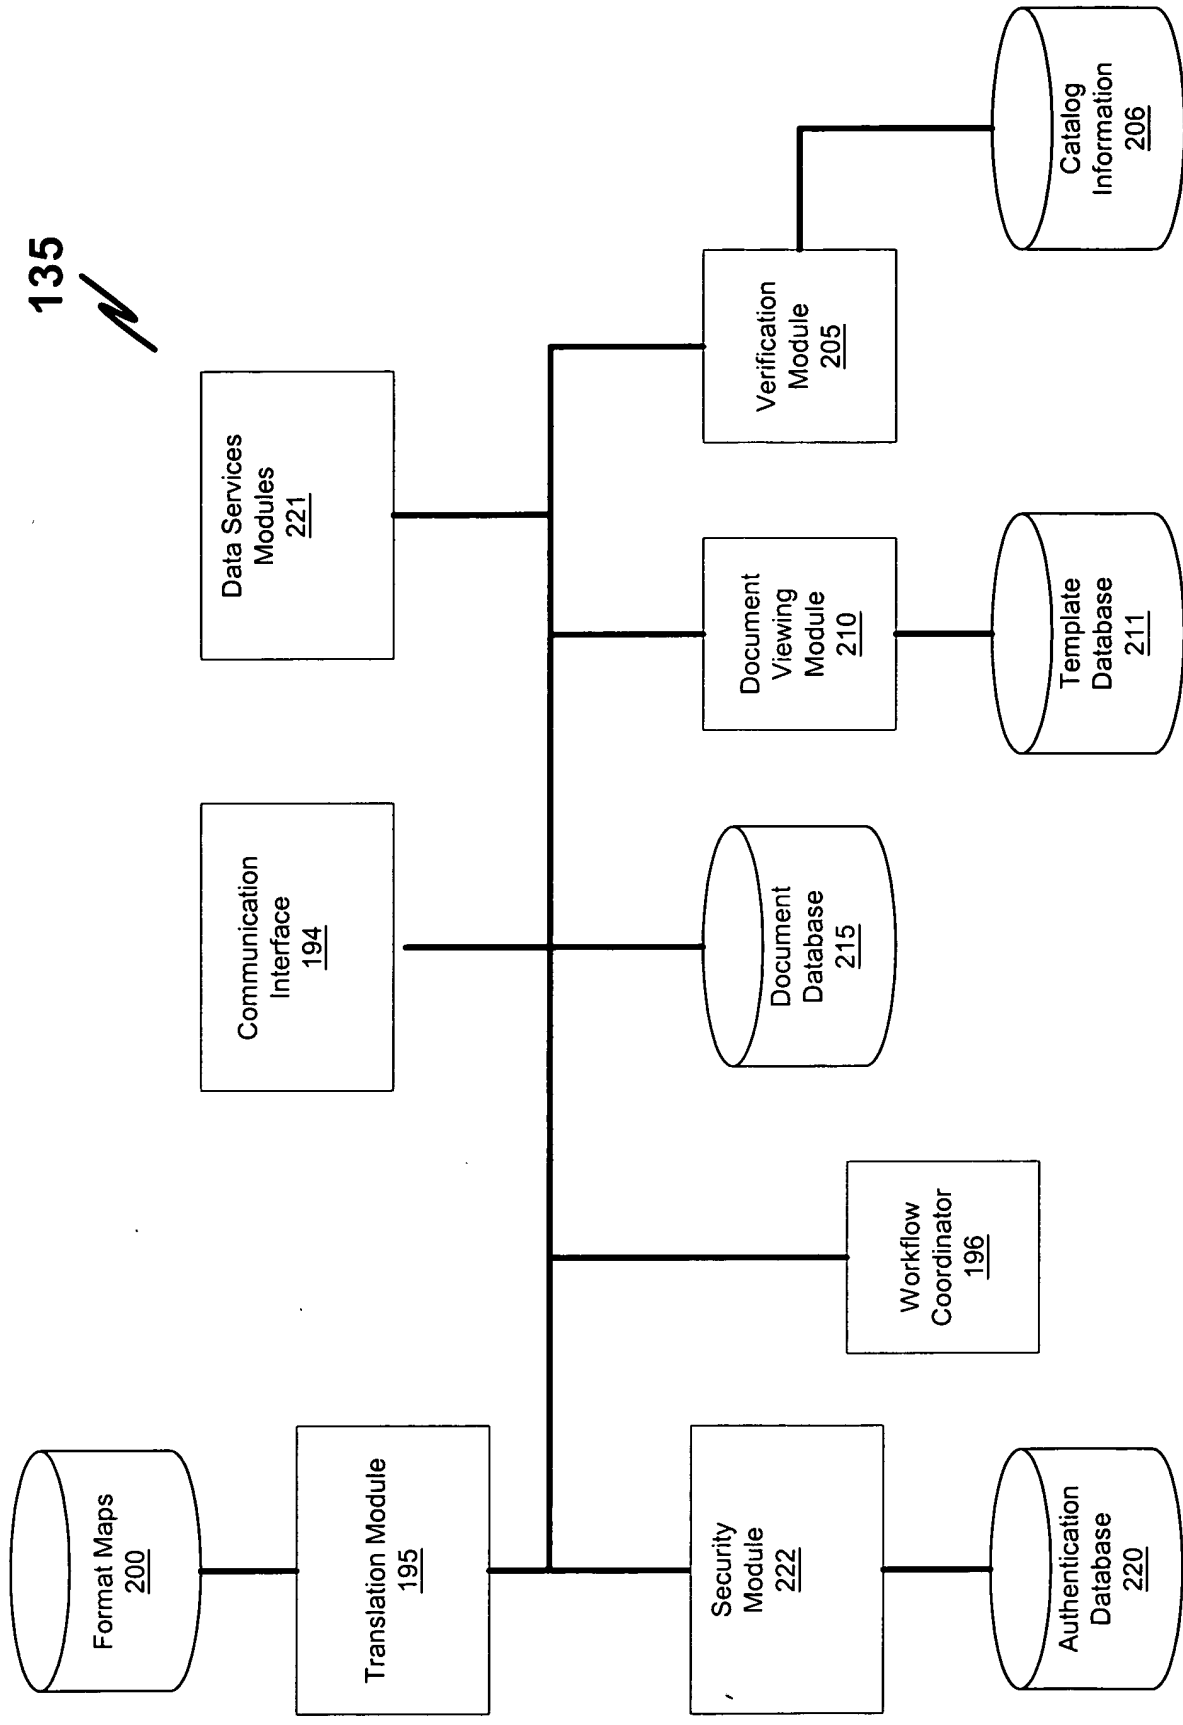 135
Format Maps
200
Translation Module
195
Communication
Interface
194
Data Services
Modules
221
Security
Module
222
Workflow
Coordinator
196
Document
Database
215
Document
Viewing
Module
210
Verification
Module
205
Authentication
Database
220
Template
Database
211
Catalog
Information
206